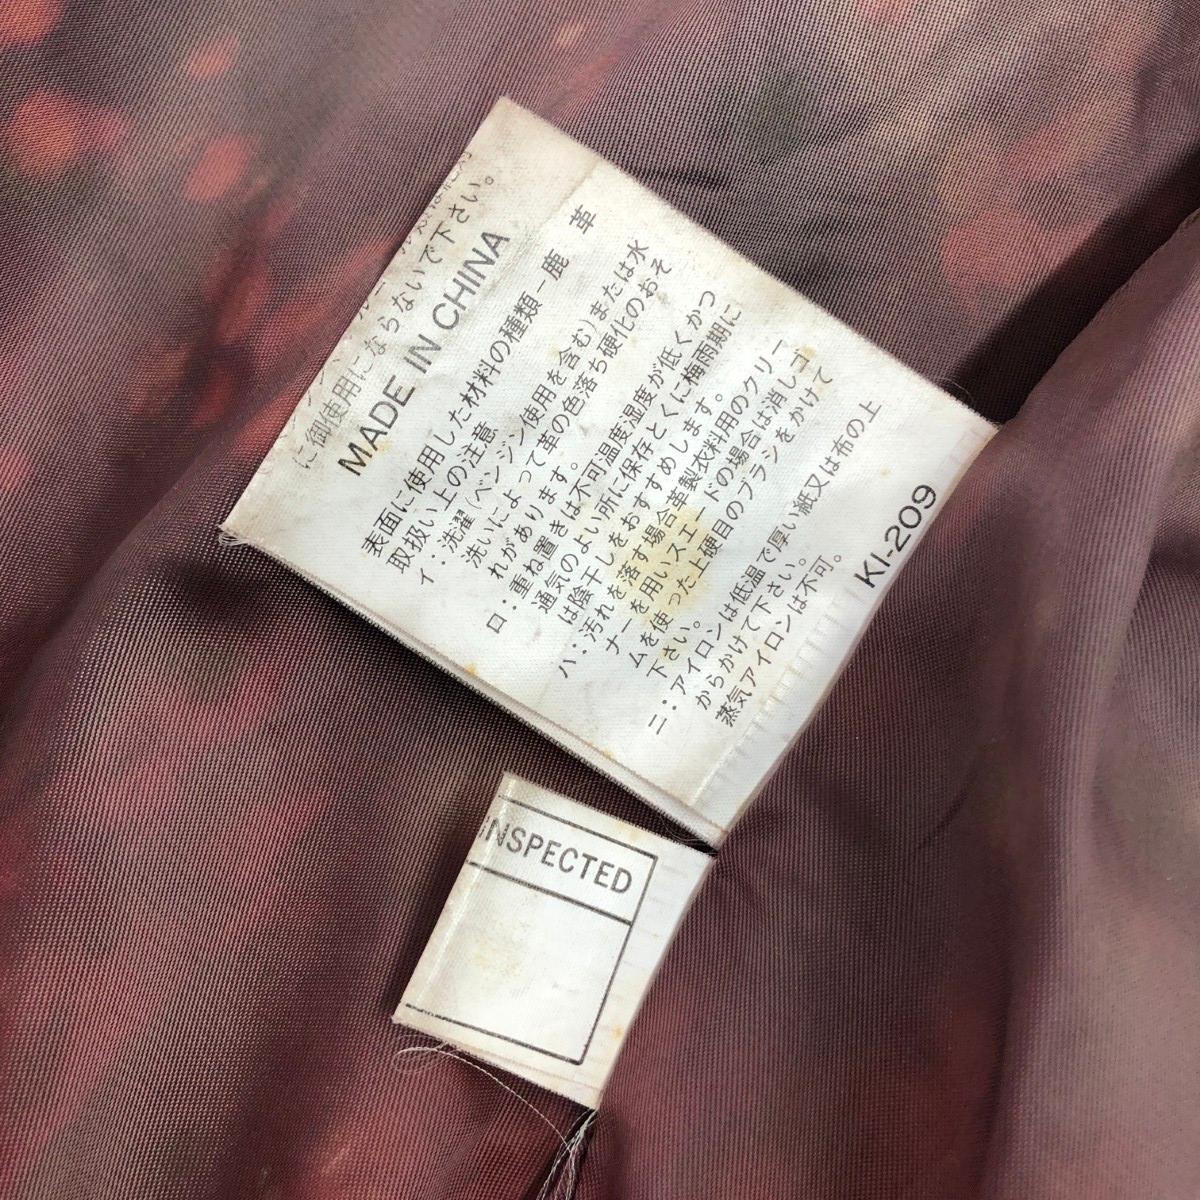 に御使用にならないで下さい。
MADE IN CHINA
表面に使用した材料の種類－鹿 革
取扱い上の注意
イ：洗濯(ベンジン使用を含む)または水
洗いによって革の色落ち硬化のおそ
れがあります。
ロ：重ね置きは不可温度湿度が低くかつ
通気のよい所に保存とくに梅雨期に
は陰干しをおすすめします。
ハ：汚れを落す場合革製衣料用のクリー
ナーを用いスエードの場合は消しゴ
ムを使った上硬目のブラシをかけて
下さい。
ニ：アイロンは低温で厚い紙又は布の上
からかけて下さい。
蒸気アイロンは不可。
KI-209
INSPECTED